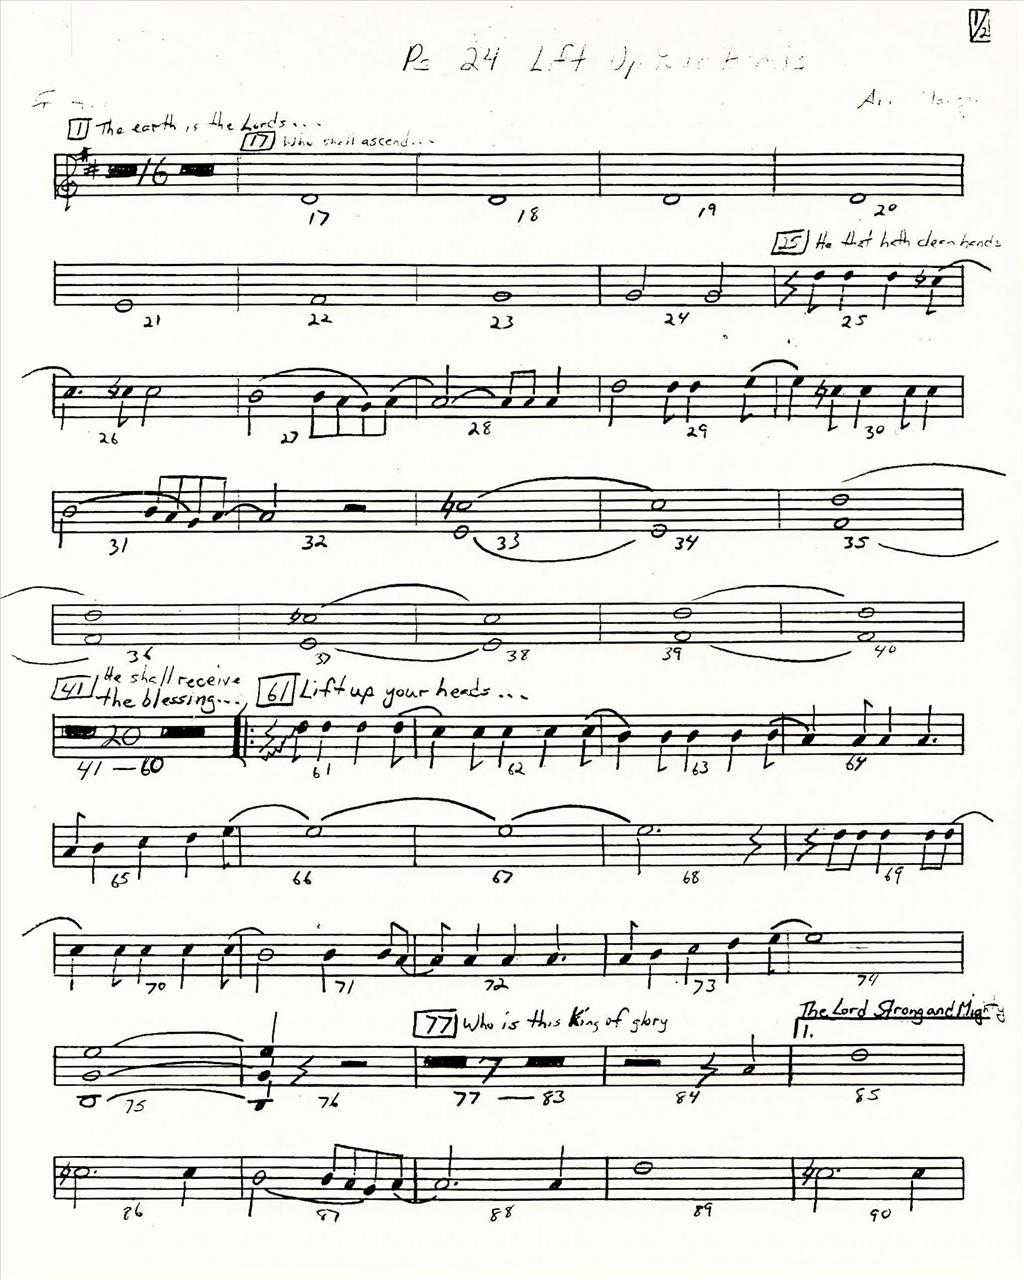 1/2
Ps 24 Lift Up
Arr
1 The earth is the Lords...
17 Who shall ascend...
16
17 18 19 20
25 He that hath clean hands
21 22 23 24 25
26 27 28 29 30
31 32 33 34 35
36 37 38 39 40
41 He shall receive
the blessing...
61 Lift up your heads...
20
41 — 60 61 62 63 64
65 66 67 68 69
70 71 72 73 74
77 Who is this King of glory
The Lord Strong and Mighty
1.
7
75 76 77 — 83 84 85
86 87 88 89 90